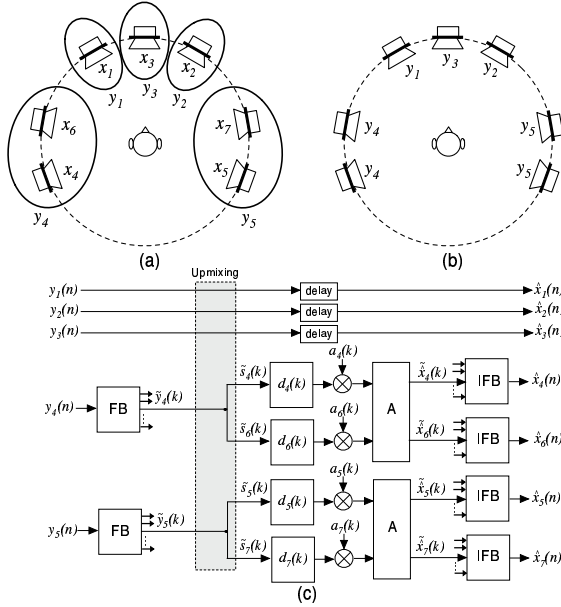 x₁ x₃ x₂
y₁ y₃ y₂
x₆ x₇
x₄ x₅
y₄ y₅
(a)
y₁ y₃ y₂
y₄ y₅
y₄ y₅
(b)
Upmixing
y₁(n) delay x̂₁(n)
y₂(n) delay x̂₂(n)
y₃(n) delay x̂₃(n)
y₄(n) FB ỹ₄(k)
s̃₄(k) d₄(k) a₄(k) A x̂̃₄(k) IFB x̂₄(n)
s̃₆(k) d₆(k) a₆(k) x̂̃₆(k) IFB x̂₆(n)
y₅(n) FB ỹ₅(k)
s̃₅(k) d₅(k) a₅(k) A x̂̃₅(k) IFB x̂₅(n)
s̃₇(k) d₇(k) a₇(k) x̂̃₇(k) IFB x̂₇(n)
(c)